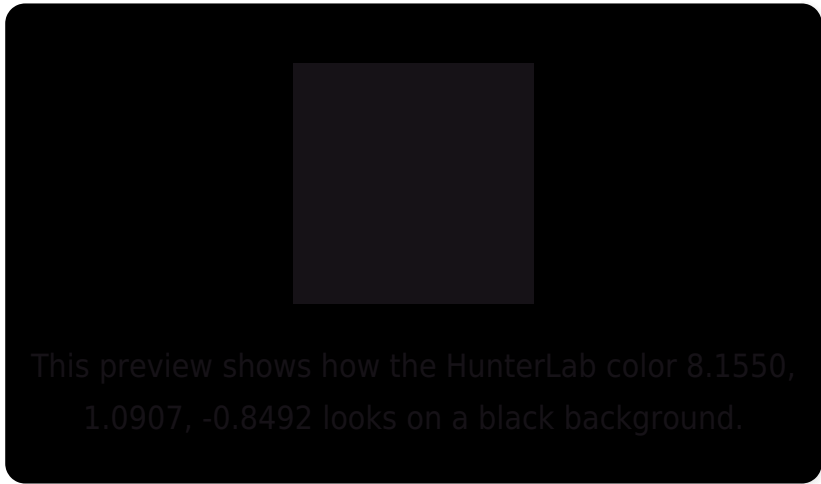 This preview shows how the HunterLab color 8.1550,
1.0907, -0.8492 looks on a black background.